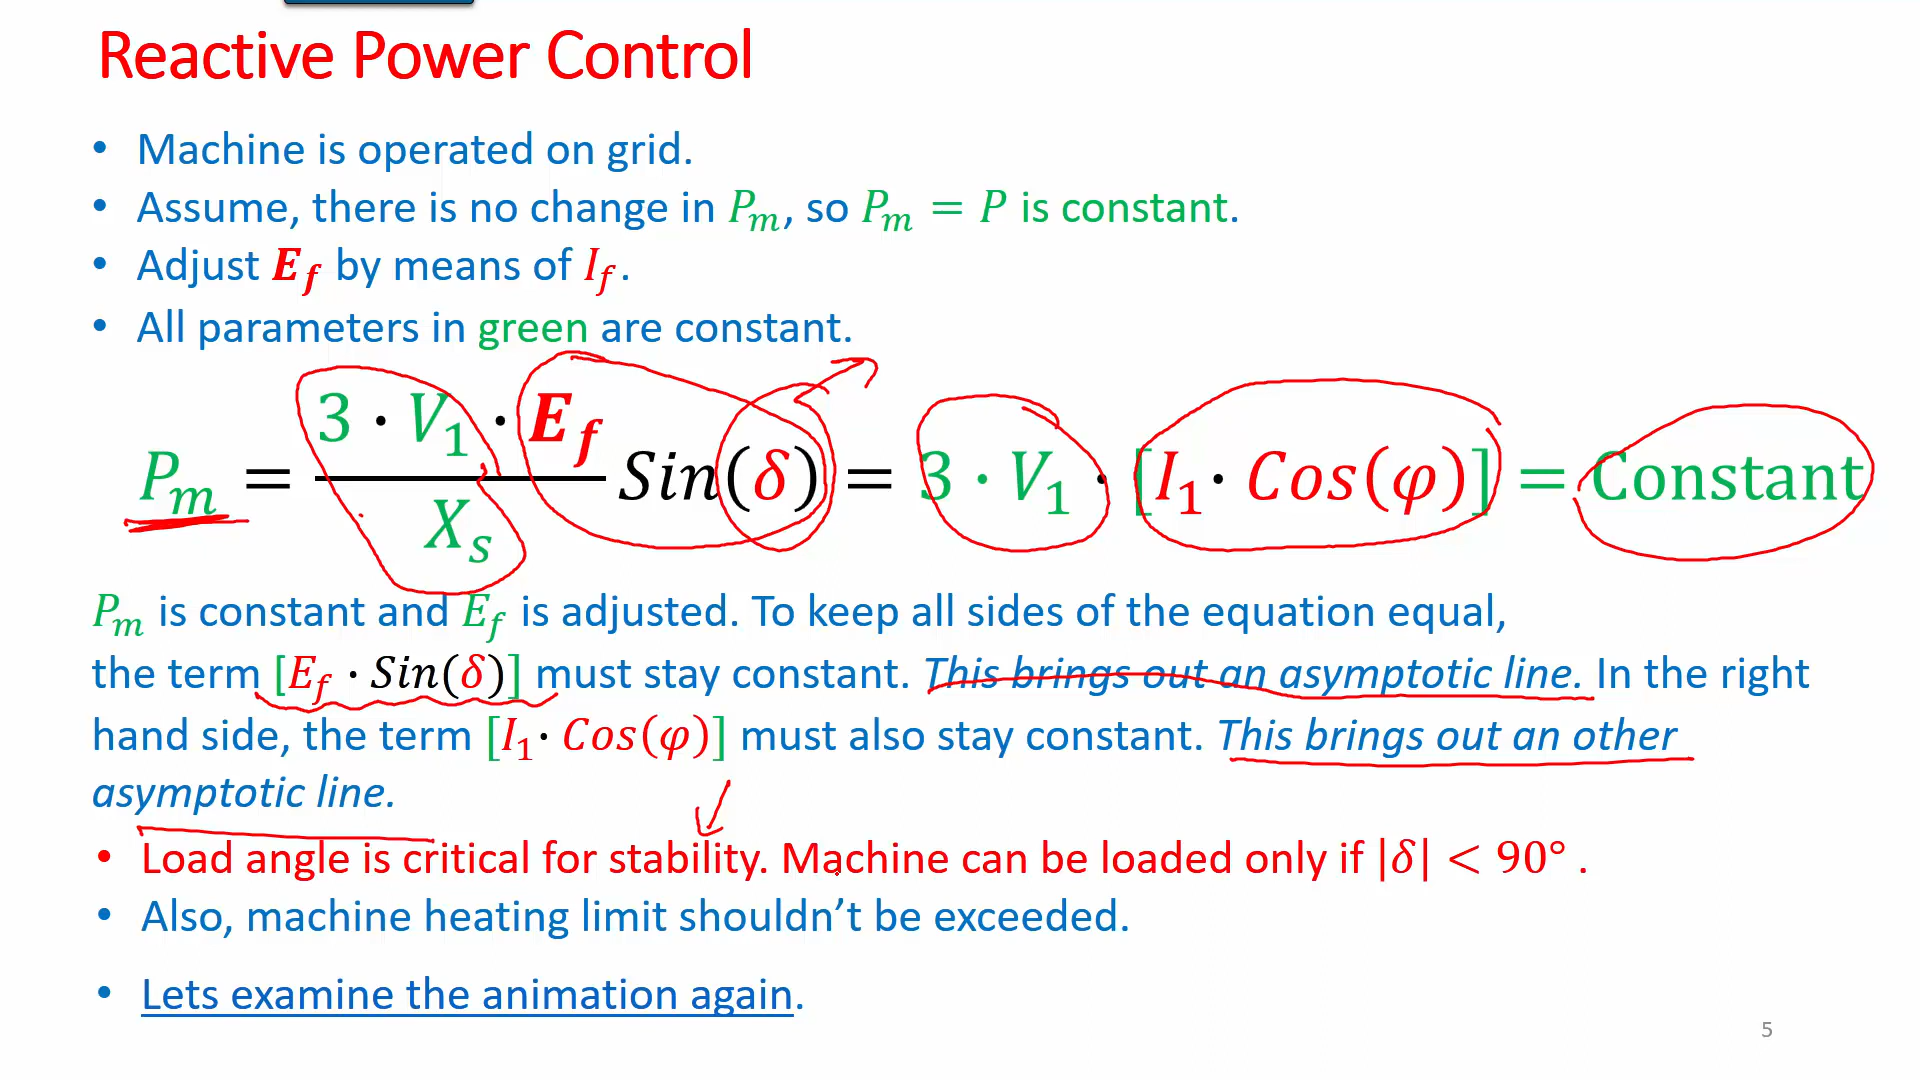 Reactive Power Control
• Machine is operated on grid.
• Assume, there is no change in Pₘ, so Pₘ = P is constant.
• Adjust E_f by means of I_f.
• All parameters in green are constant.
Pₘ = (3 · V₁ · E_f / Xₛ) Sin(δ) = 3 · V₁ · [I₁ · Cos(φ)] = Constant
Pₘ is constant and E_f is adjusted. To keep all sides of the equation equal,
the term [E_f · Sin(δ)] must stay constant. This brings out an asymptotic line. In the right
hand side, the term [I₁ · Cos(φ)] must also stay constant. This brings out an other
asymptotic line.
• Load angle is critical for stability. Machine can be loaded only if |δ| < 90° .
• Also, machine heating limit shouldn’t be exceeded.
• Lets examine the animation again.
5